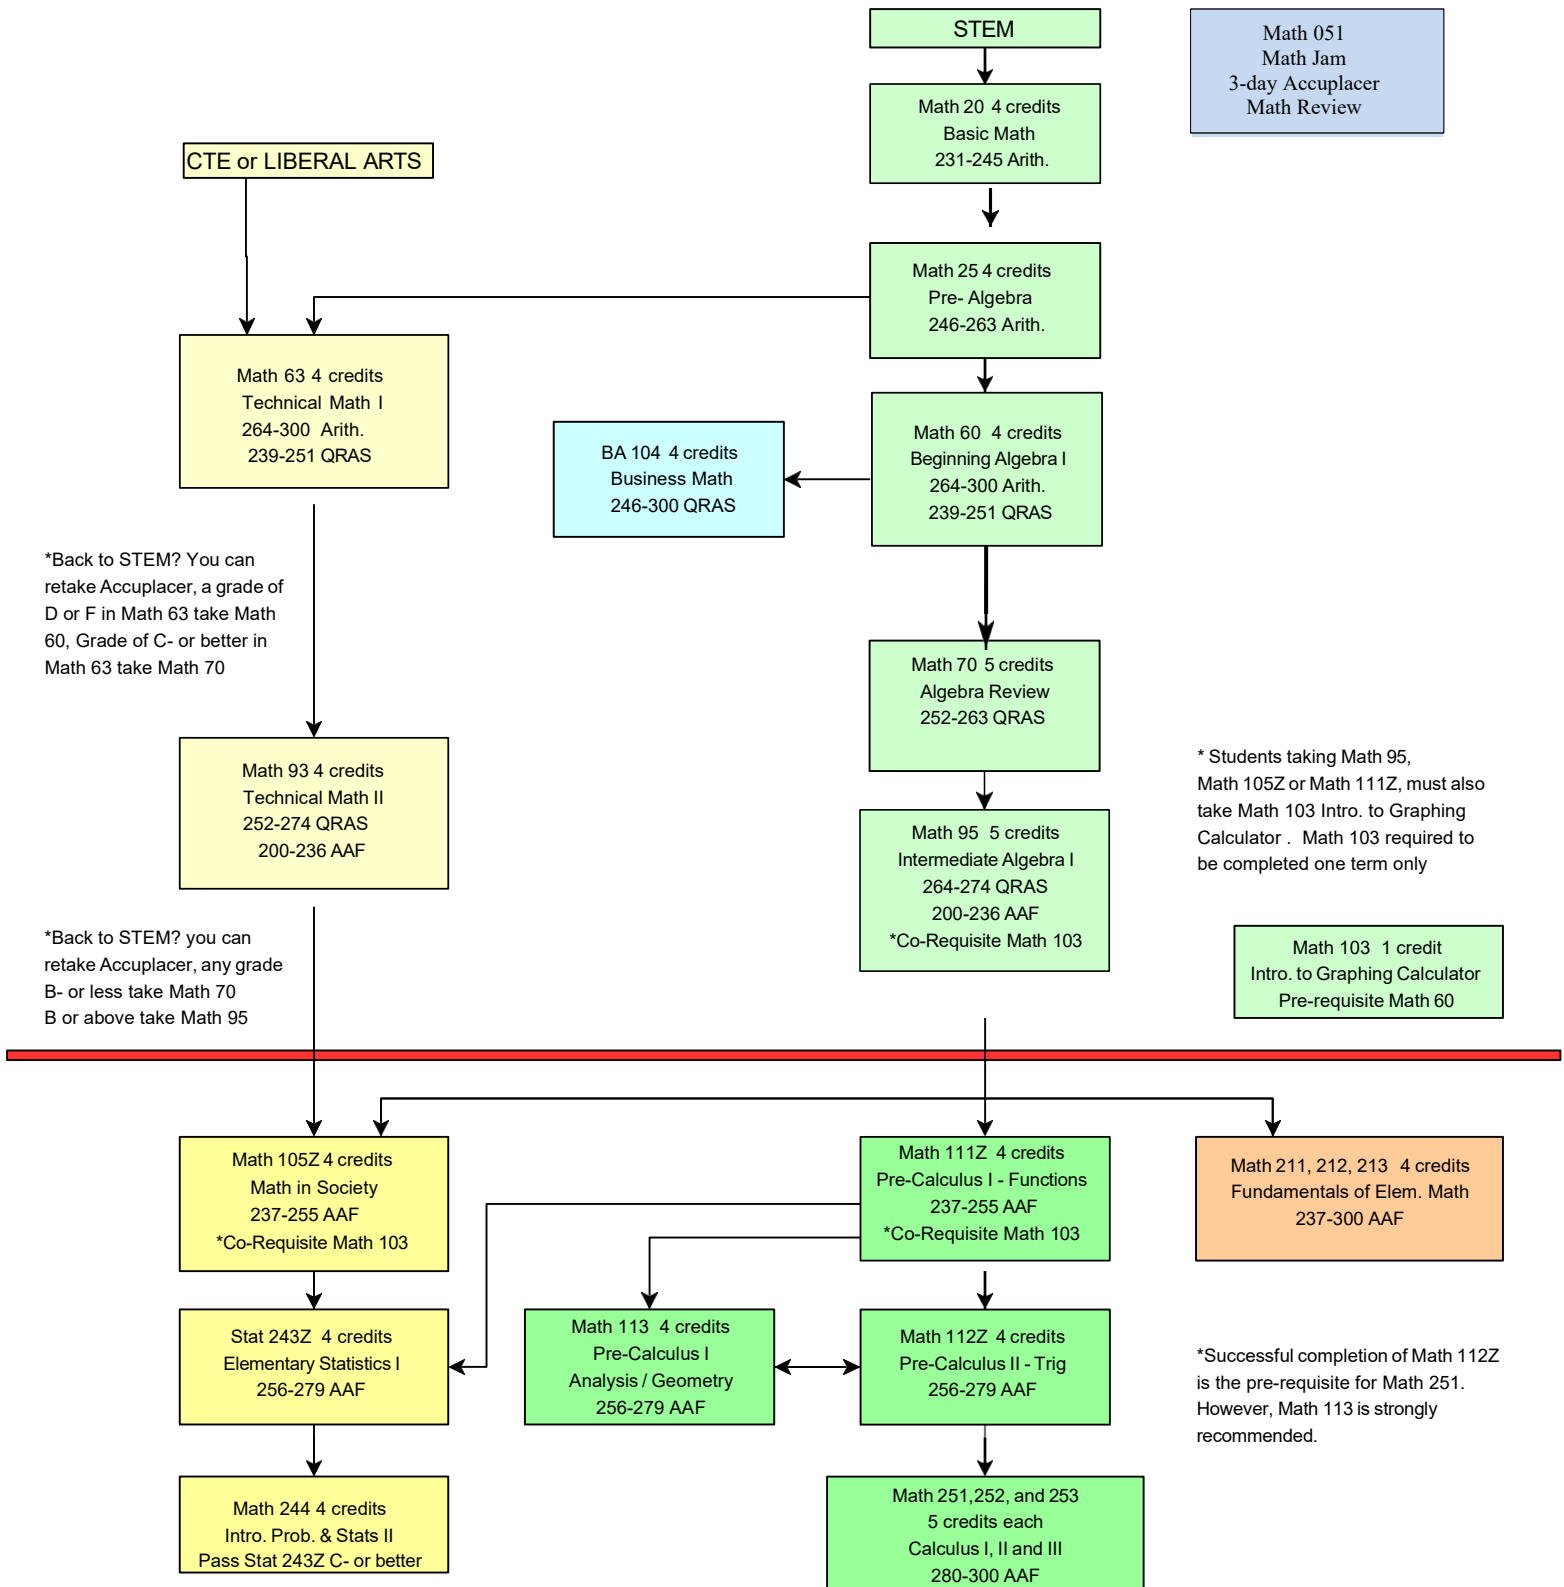 STEM
Math 051
Math Jam
3-day Accuplacer
Math Review
Math 20 4 credits
Basic Math
231-245 Arith.
CTE or LIBERAL ARTS
Math 25 4 credits
Pre- Algebra
246-263 Arith.
Math 63 4 credits
Technical Math I
264-300 Arith.
239-251 QRAS
BA 104 4 credits
Business Math
246-300 QRAS
Math 60 4 credits
Beginning Algebra I
264-300 Arith.
239-251 QRAS
*Back to STEM? You can
retake Accuplacer, a grade of
D or F in Math 63 take Math
60, Grade of C- or better in
Math 63 take Math 70
Math 70 5 credits
Algebra Review
252-263 QRAS
Math 93 4 credits
Technical Math II
252-274 QRAS
200-236 AAF
Math 95 5 credits
Intermediate Algebra I
264-274 QRAS
200-236 AAF
*Co-Requisite Math 103
* Students taking Math 95,
Math 105Z or Math 111Z, must also
take Math 103 Intro. to Graphing
Calculator . Math 103 required to
be completed one term only
*Back to STEM? you can
retake Accuplacer, any grade
B- or less take Math 70
B or above take Math 95
Math 103 1 credit
Intro. to Graphing Calculator
Pre-requisite Math 60
Math 105Z 4 credits
Math in Society
237-255 AAF
*Co-Requisite Math 103
Math 111Z 4 credits
Pre-Calculus I - Functions
237-255 AAF
*Co-Requisite Math 103
Math 211, 212, 213 4 credits
Fundamentals of Elem. Math
237-300 AAF
Stat 243Z 4 credits
Elementary Statistics I
256-279 AAF
Math 113 4 credits
Pre-Calculus I
Analysis / Geometry
256-279 AAF
Math 112Z 4 credits
Pre-Calculus II - Trig
256-279 AAF
*Successful completion of Math 112Z
is the pre-requisite for Math 251.
However, Math 113 is strongly
recommended.
Math 244 4 credits
Intro. Prob. & Stats II
Pass Stat 243Z C- or better
Math 251,252, and 253
5 credits each
Calculus I, II and III
280-300 AAF